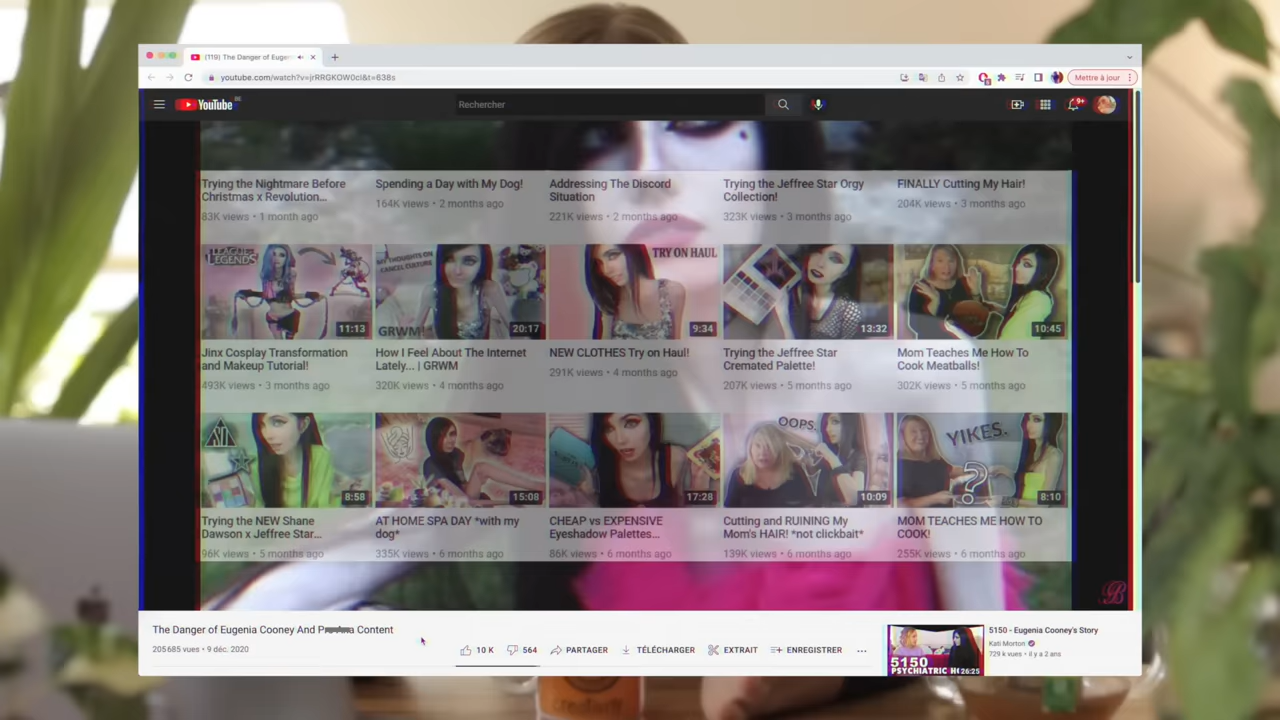 (110) The Danger of Euger
youtube.com/watch?v=jrRRGKOW0cI&t=638s
Mettre à jour
YouTube
BE
Rechercher
9+
Trying the Nightmare Before
Christmas x Revolution...
83K views • 1 month ago
Spending a Day with My Dog!
164K views • 2 months ago
Addressing The Discord
Situation
221K views • 2 months ago
Trying the Jeffree Star Orgy
Collection!
323K views • 3 months ago
FINALLY Cutting My Hair!
204K views • 3 months ago
LEAGUE
LEGENDS
11:13
MY THOUGHTS ON
CANCEL CULTURE
GRWM
20:17
TRY ON HAUL
9:34
13:32
10:45
Jinx Cosplay Transformation
and Makeup Tutorial!
493K views • 3 months ago
How I Feel About The Internet
Lately... | GRWM
320K views • 4 months ago
NEW CLOTHES Try on Haul!
291K views • 4 months ago
Trying the Jeffree Star
Cremated Palette!
207K views • 5 months ago
Mom Teaches Me How To
Cook Meatballs!
302K views • 5 months ago
8:58
15:08
17:28
OOPS.
10:09
YIKES.
?
8:10
Trying the NEW Shane
Dawson x Jeffree Star...
96K views • 5 months ago
AT HOME SPA DAY *with my
dog*
335K views • 6 months ago
CHEAP vs EXPENSIVE
Eyeshadow Palettes...
86K views • 6 months ago
Cutting and RUINING My
Mom's HAIR! *not clickbait*
139K views • 6 months ago
MOM TEACHES ME HOW TO
COOK!
255K views • 6 months ago
B
The Danger of Eugenia Cooney And Content
205 685 vues • 9 déc. 2020
10 K
564
PARTAGER
TÉLÉCHARGER
EXTRAIT
ENREGISTRER
5150
PSYCHIATRIC H
26:25
5150 - Eugenia Cooney's Story
Kati Morton
729 k vues • il y a 2 ans